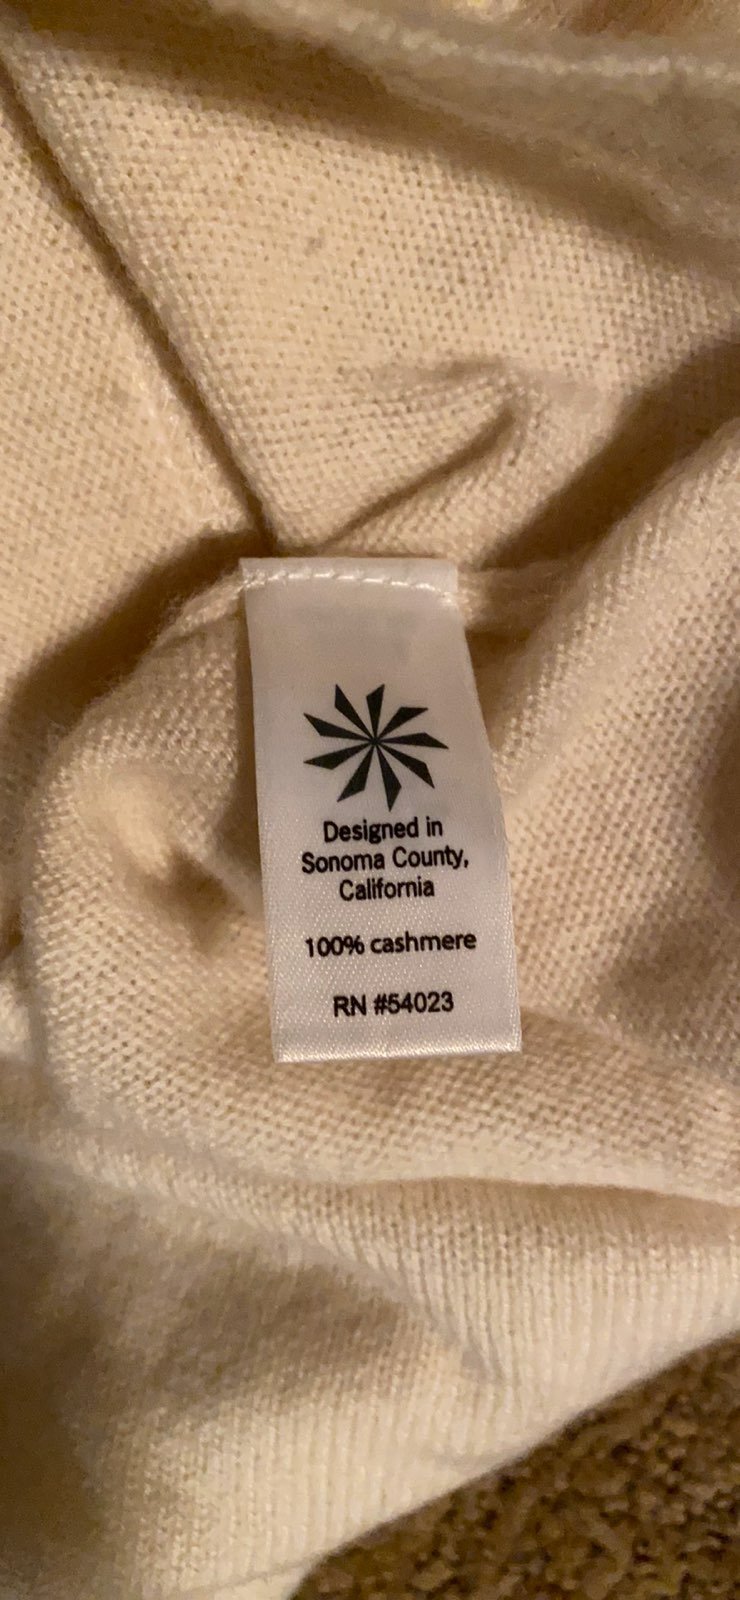 Designed in
Sonoma County,
California
100% cashmere
RN #54023